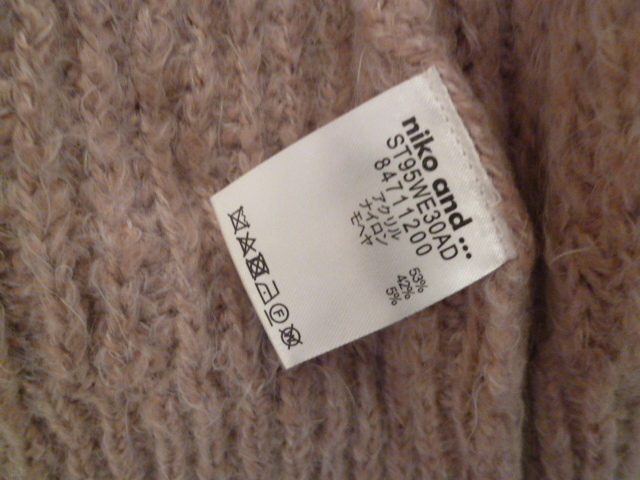 niko and ...
ST95WE30AD
84711200
アクリル 53%
ナイロン 42%
モヘヤ 5%
F
W